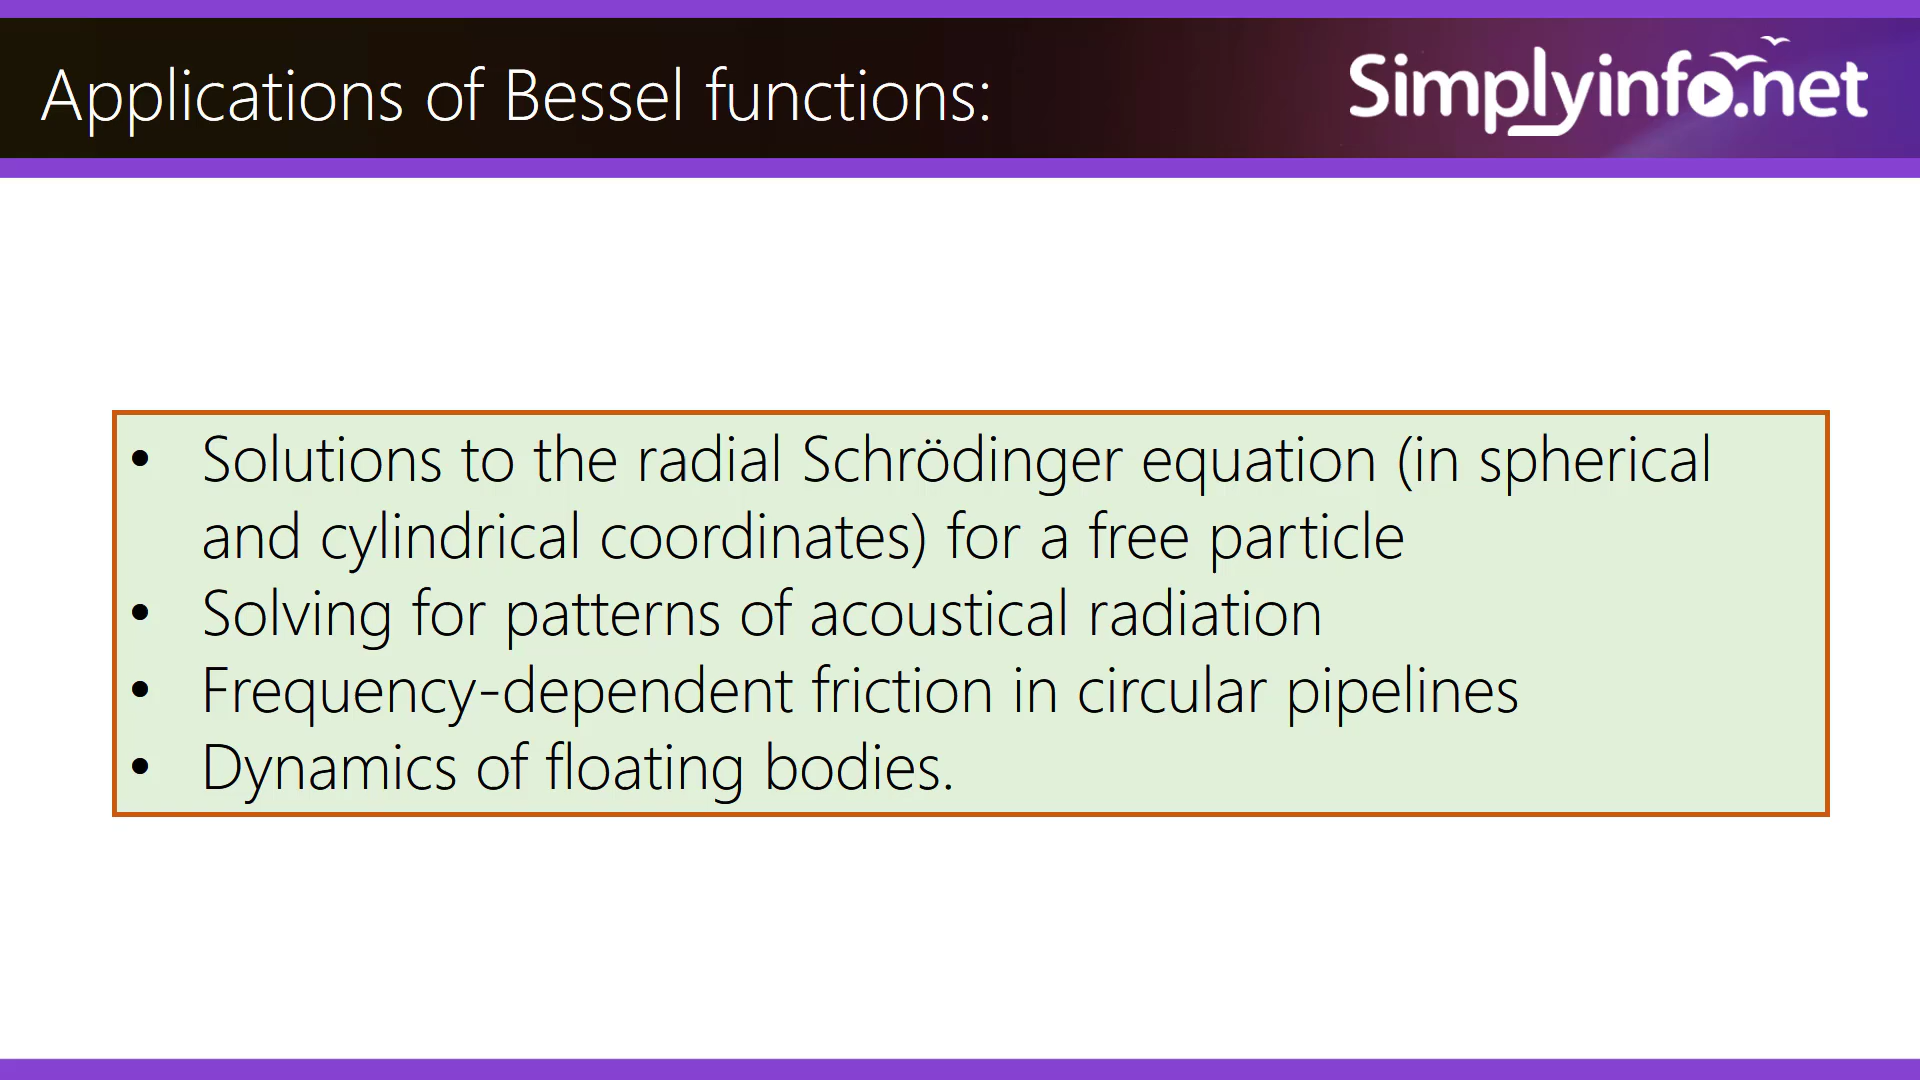 Applications of Bessel functions:
Simplyinfo.net
• Solutions to the radial Schrödinger equation (in spherical
and cylindrical coordinates) for a free particle
• Solving for patterns of acoustical radiation
• Frequency-dependent friction in circular pipelines
• Dynamics of floating bodies.